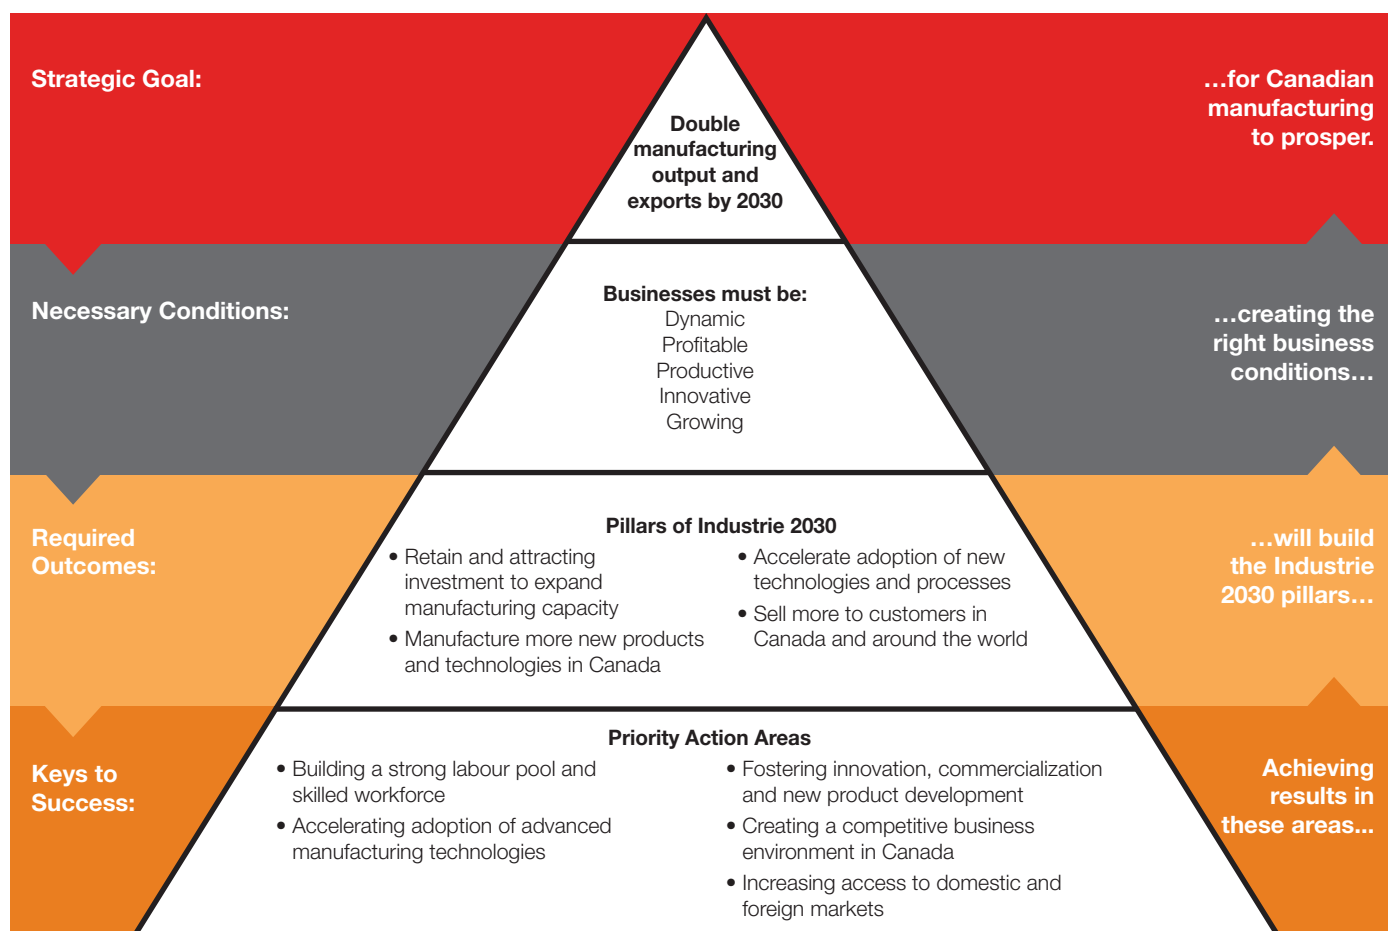 Strategic Goal:
Double
manufacturing
output and
exports by 2030
…for Canadian
manufacturing
to prosper.
Necessary Conditions:
Businesses must be:
Dynamic
Profitable
Productive
Innovative
Growing
…creating the
right business
conditions…
Required
Outcomes:
Pillars of Industrie 2030
• Retain and attracting
investment to expand
manufacturing capacity
• Manufacture more new products
and technologies in Canada
• Accelerate adoption of new
technologies and processes
• Sell more to customers in
Canada and around the world
…will build
the Industrie
2030 pillars…
Keys to
Success:
Priority Action Areas
• Building a strong labour pool and
skilled workforce
• Accelerating adoption of advanced
manufacturing technologies
• Fostering innovation, commercialization
and new product development
• Creating a competitive business
environment in Canada
• Increasing access to domestic and
foreign markets
Achieving
results in
these areas...